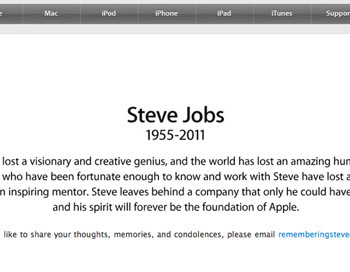 Mac iPod iPhone iPad iTunes Suppor
Steve Jobs
1955-2011
lost a visionary and creative genius, and the world has lost an amazing hum
who have been fortunate enough to know and work with Steve have lost a
n inspiring mentor. Steve leaves behind a company that only he could have
and his spirit will forever be the foundation of Apple.
like to share your thoughts, memories, and condolences, please email rememberingsteve